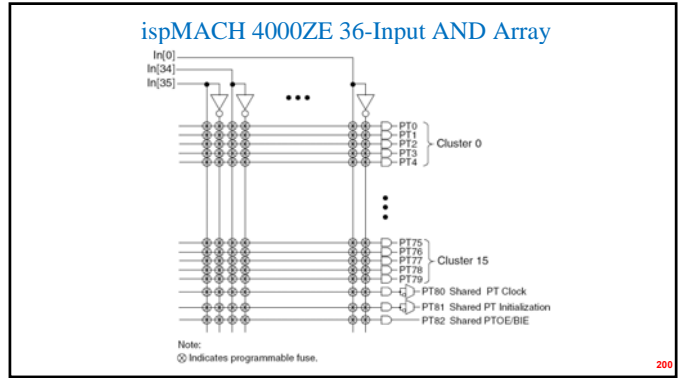 ispMACH 4000ZE 36-Input AND Array
In[0]
In[34]
In[35]
PT0
PT1
PT2
PT3
PT4
Cluster 0
PT75
PT76
PT77
PT78
PT79
Cluster 15
PT80 Shared PT Clock
PT81 Shared PT Initialization
PT82 Shared PTOE/BIE
Note:
Indicates programmable fuse.
200